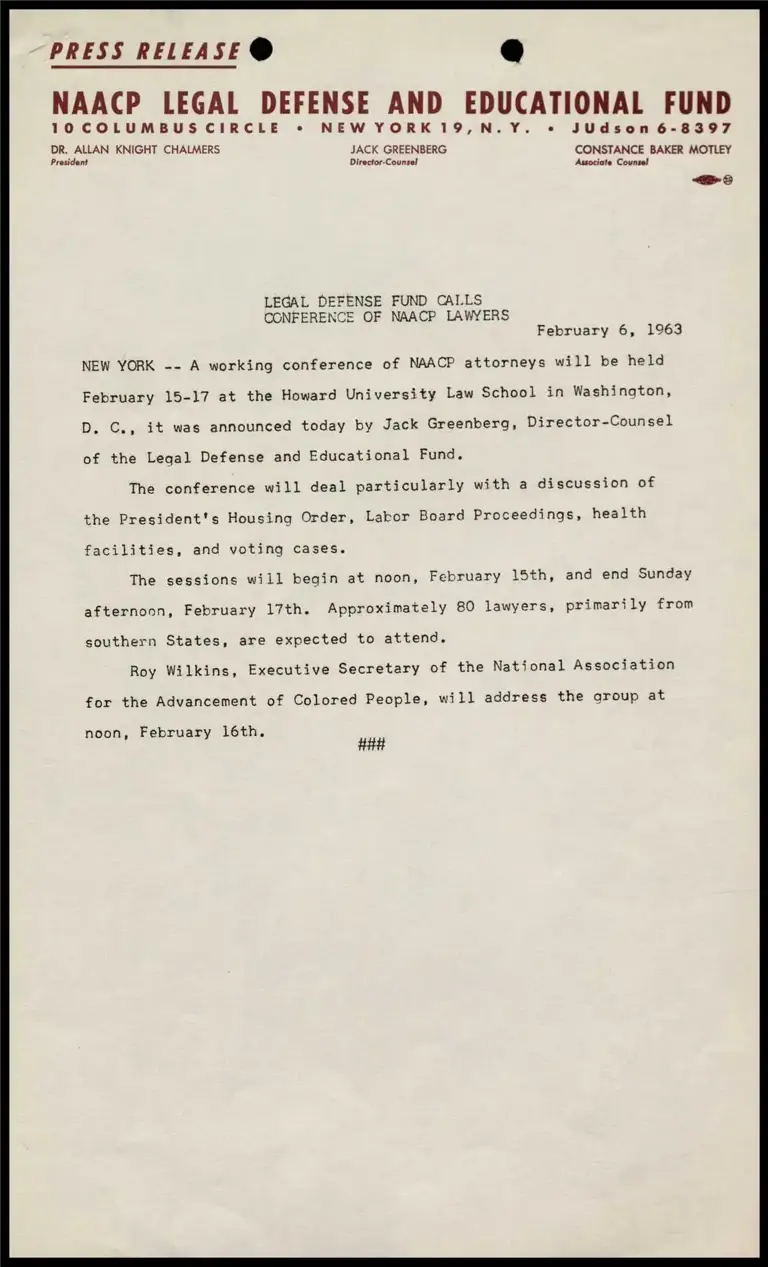 PRESS RELEASE
NAACP LEGAL DEFENSE AND EDUCATIONAL FUND
10 COLUMBUS CIRCLE • NEW YORK 19, N. Y. • JUdson 6-8397
DR. ALLAN KNIGHT CHALMERS JACK GREENBERG CONSTANCE BAKER MOTLEY
President Director-Counsel Associate Counsel
LEGAL DEFENSE FUND CALLS
CONFERENCE OF NAACP LAWYERS
February 6, 1963
NEW YORK -- A working conference of NAACP attorneys will be held
February 15-17 at the Howard University Law School in Washington,
D. C., it was announced today by Jack Greenberg, Director-Counsel
of the Legal Defense and Educational Fund.
The conference will deal particularly with a discussion of
the President's Housing Order, Labor Board Proceedings, health
facilities, and voting cases.
The sessions will begin at noon, February 15th, and end Sunday
afternoon, February 17th. Approximately 80 lawyers, primarily from
southern States, are expected to attend.
Roy Wilkins, Executive Secretary of the National Association
for the Advancement of Colored People, will address the group at
noon, February 16th.
###